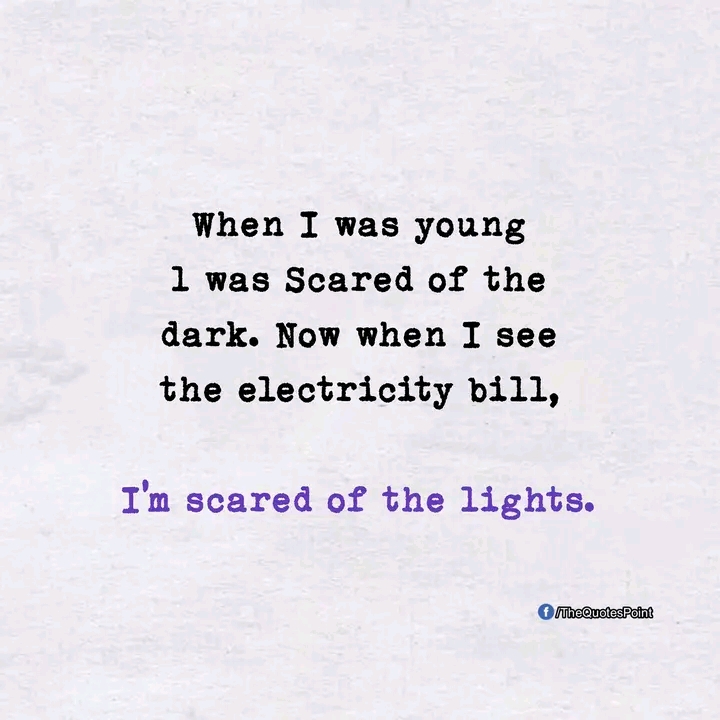 When I was young
1 was Scared of the
dark. Now when I see
the electricity bill,
I'm scared of the lights.
f /TheQuotesPoint